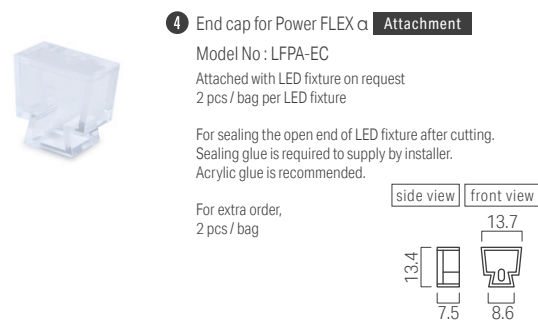 4 End cap for Power FLEX α Attachment
Model No : LFPA-EC
Attached with LED fixture on request
2 pcs / bag per LED fixture
For sealing the open end of LED fixture after cutting.
Sealing glue is required to supply by installer.
Acrylic glue is recommended.
For extra order,
2 pcs / bag
side view front view
13.7
13.4
7.5 8.6